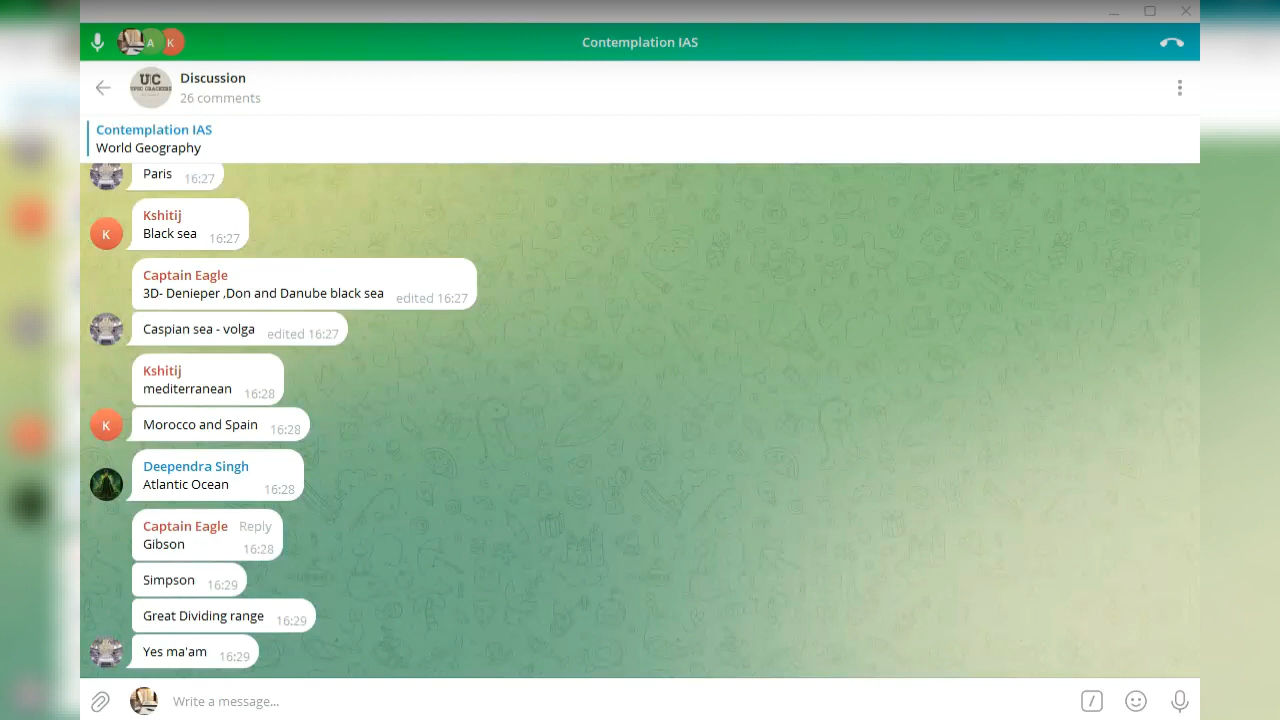 A K
Contemplation IAS
UC
UPSC CRACKERS
Discussion
26 comments
Contemplation IAS
World Geography
Paris 16:27
Kshitij
K
Black sea 16:27
Captain Eagle
3D- Denieper ,Don and Danube black sea edited 16:27
Caspian sea - volga edited 16:27
Kshitij
mediterranean 16:28
K
Morocco and Spain 16:28
Deependra Singh
Atlantic Ocean 16:28
Captain Eagle Reply
Gibson 16:28
Simpson 16:29
Great Dividing range 16:29
Yes ma'am 16:29
Write a message...